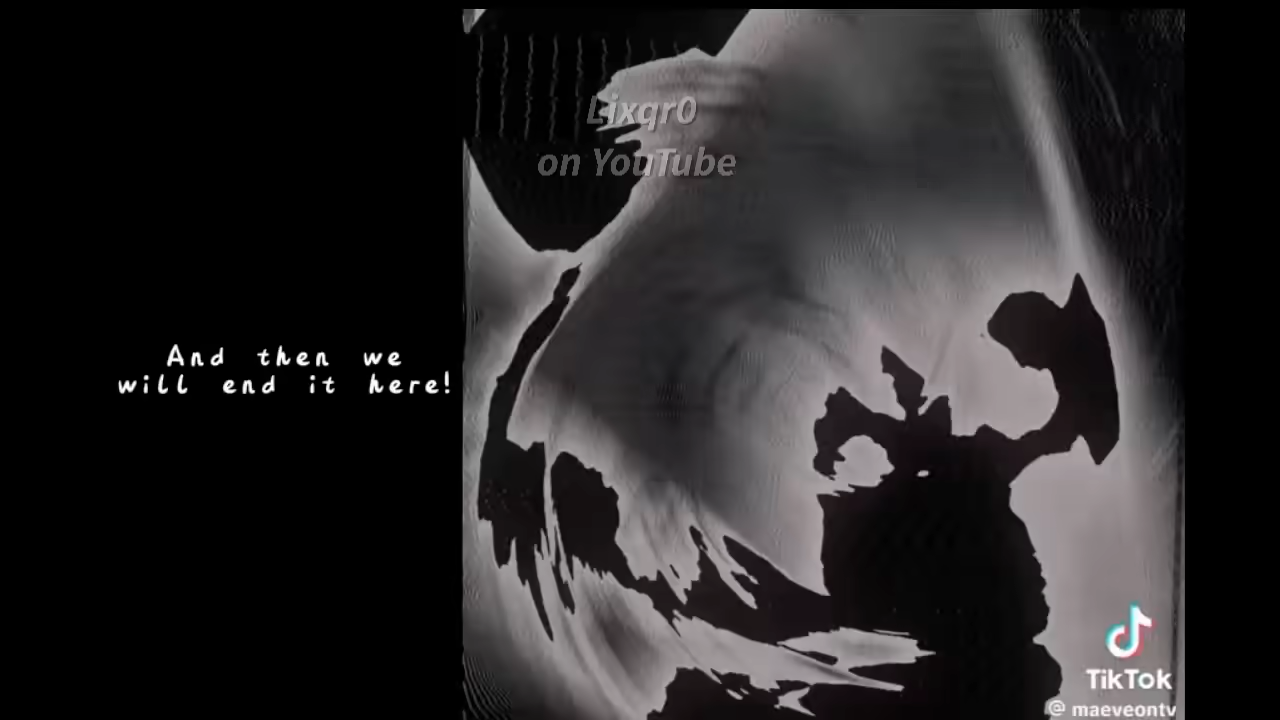 Lixqr0
on YouTube
And then we
will end it here!
TikTok
@ maeveontv